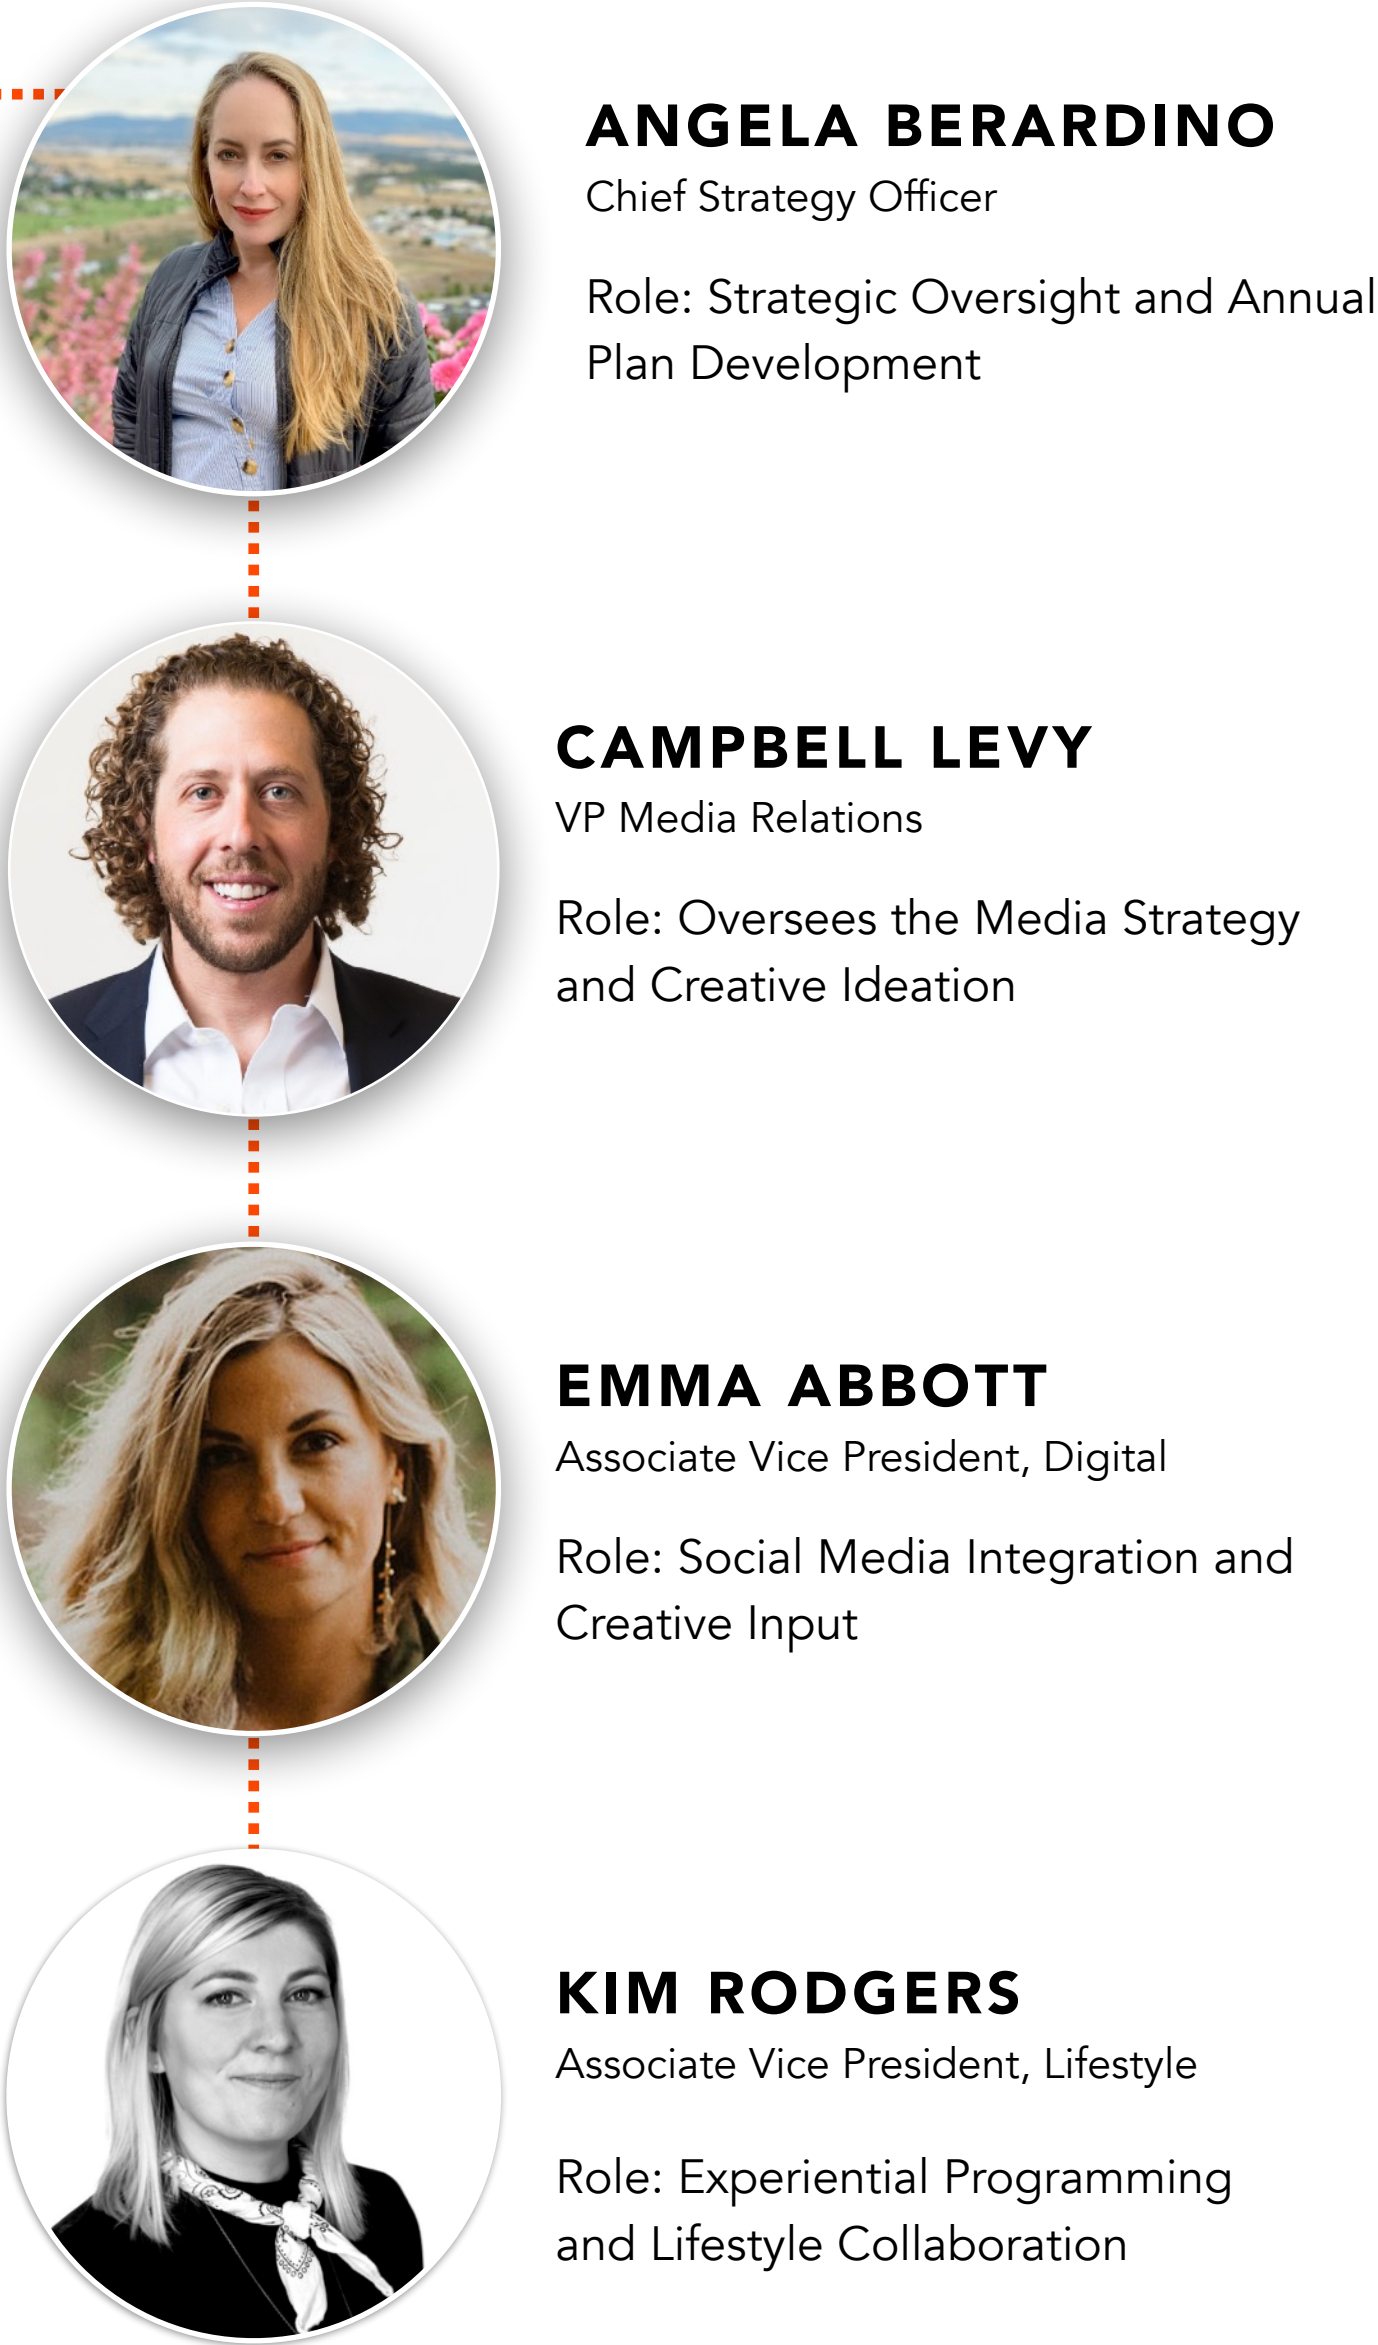 ANGELA BERARDINO
Chief Strategy Officer
Role: Strategic Oversight and Annual
Plan Development
CAMPBELL LEVY
VP Media Relations
Role: Oversees the Media Strategy
and Creative Ideation
EMMA ABBOTT
Associate Vice President, Digital
Role: Social Media Integration and
Creative Input
KIM RODGERS
Associate Vice President, Lifestyle
Role: Experiential Programming
and Lifestyle Collaboration